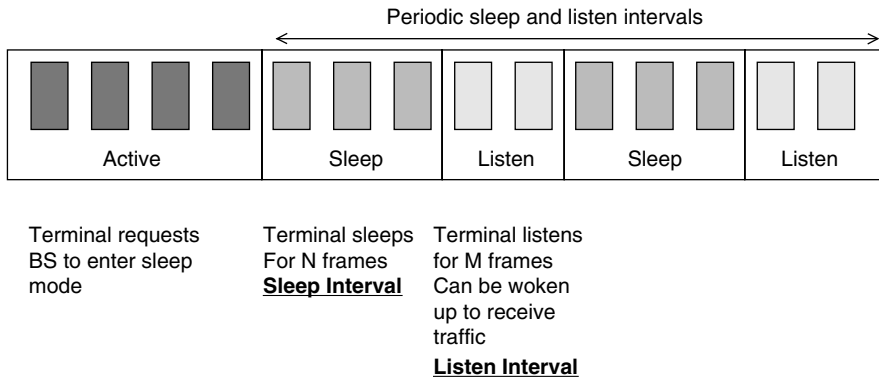 Periodic sleep and listen intervals
Active
Sleep
Listen
Sleep
Listen
Terminal requests
BS to enter sleep
mode
Terminal sleeps
For N frames
Sleep Interval
Terminal listens
for M frames
Can be woken
up to receive
traffic
Listen Interval